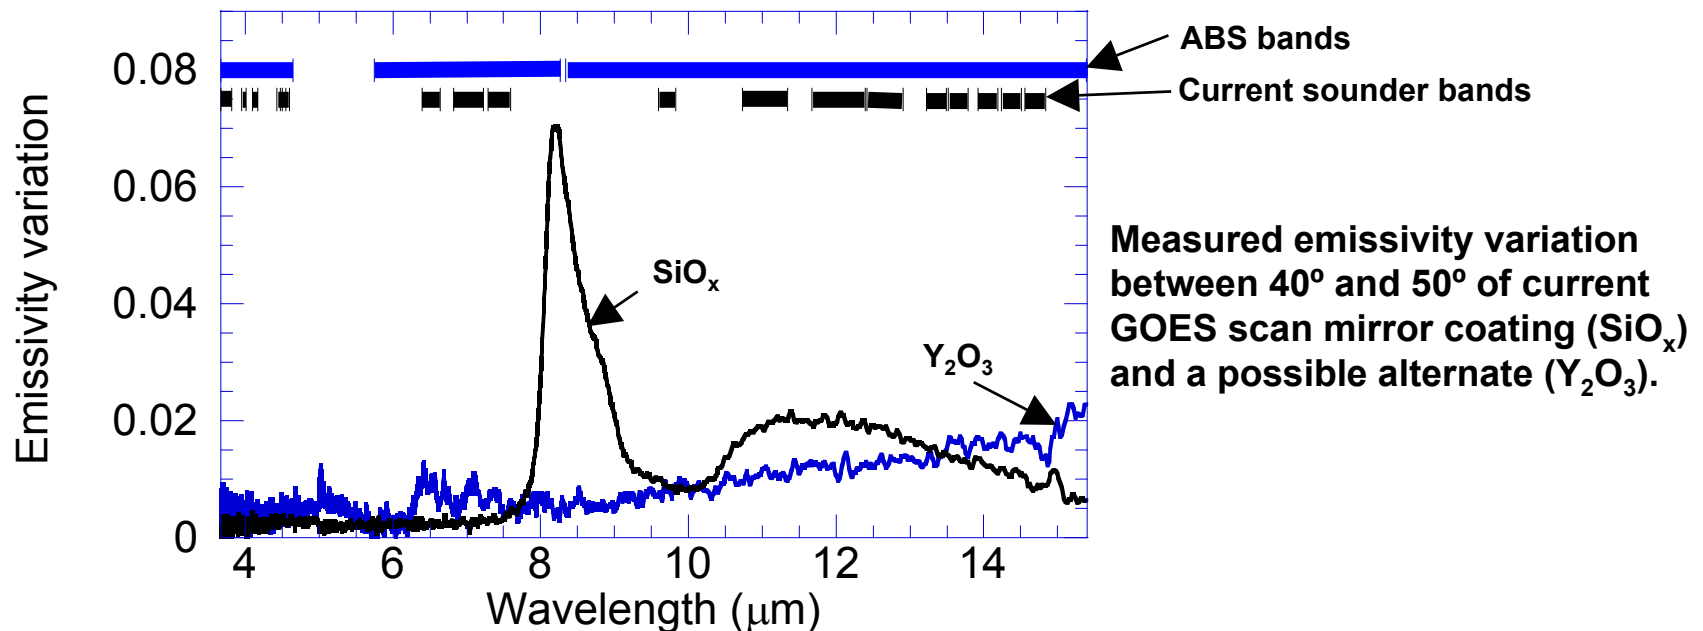 ABS bands
Current sounder bands
Emissivity variation
0.08
0.06
0.04
0.02
0
SiOₓ
Y₂O₃
Measured emissivity variation
between 40º and 50º of current
GOES scan mirror coating (SiOₓ)
and a possible alternate (Y₂O₃).
4 6 8 10 12 14
Wavelength (μm)